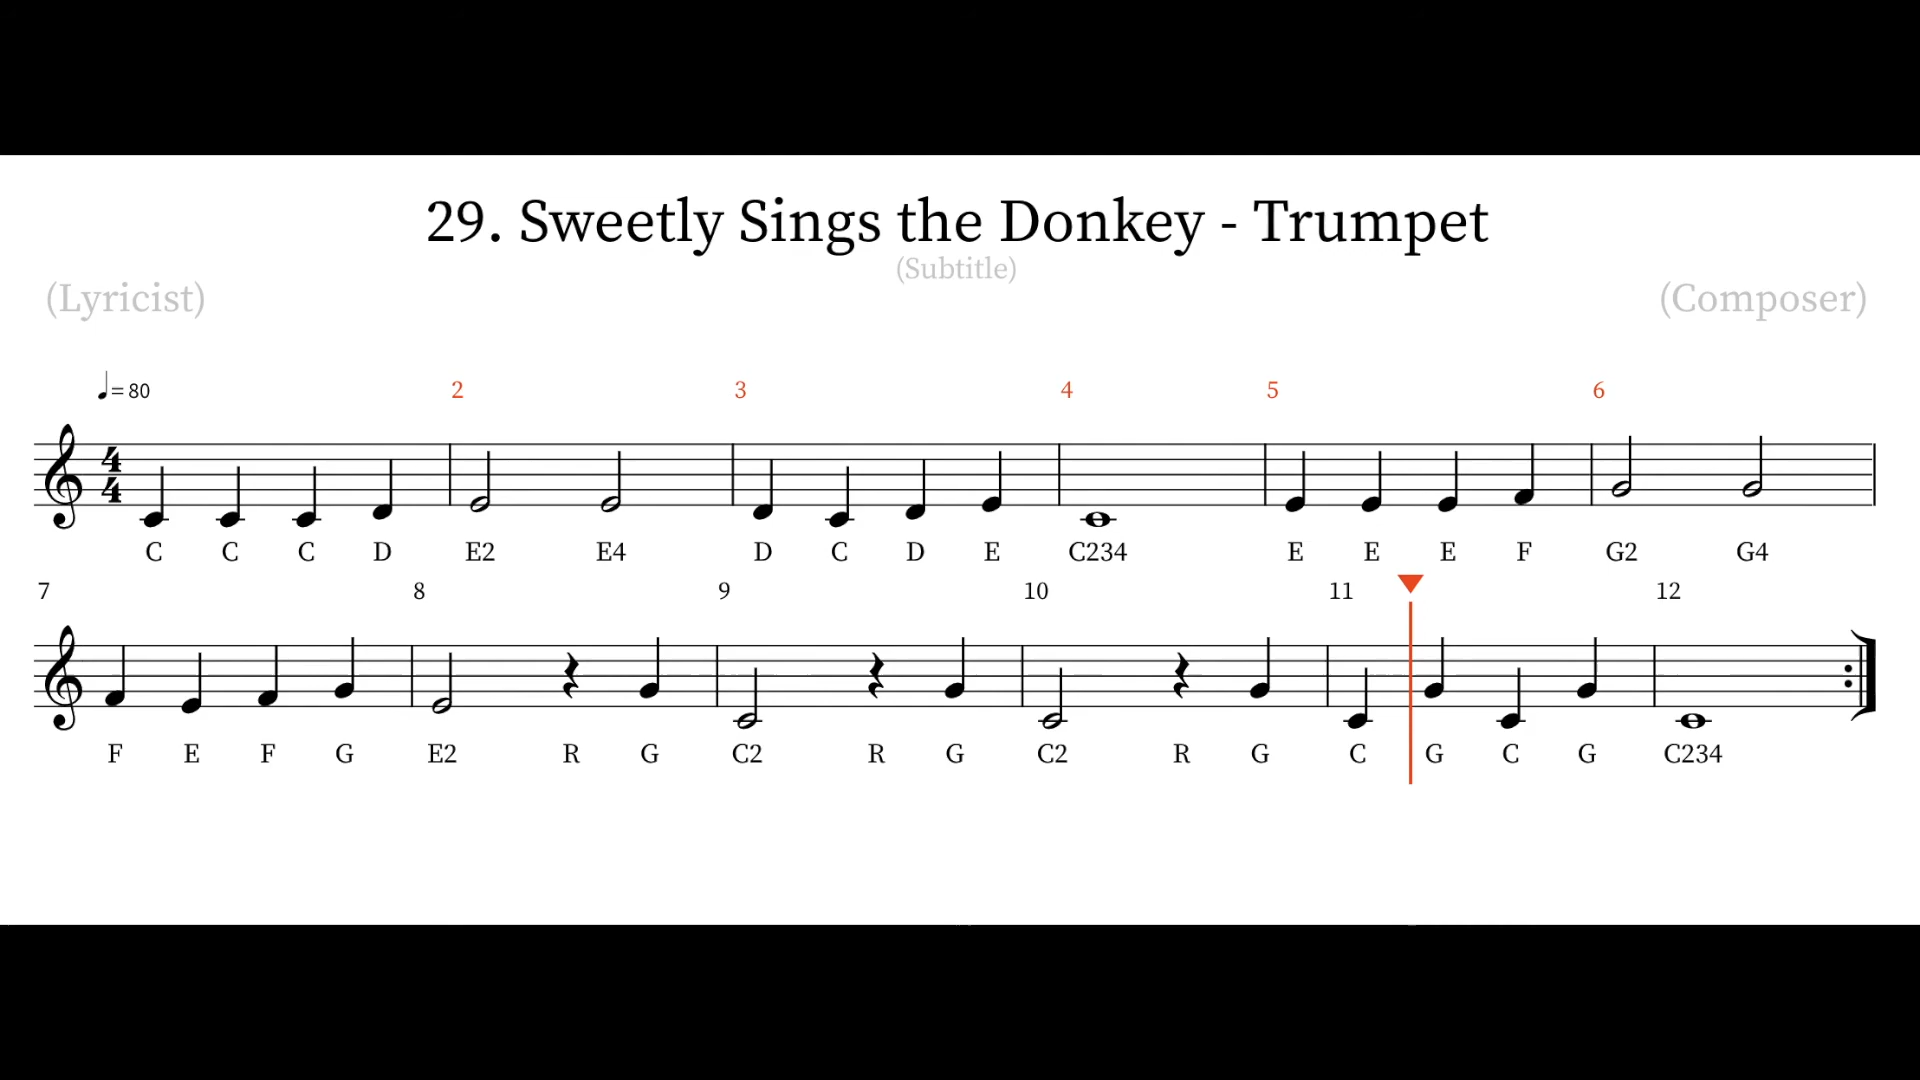 29. Sweetly Sings the Donkey - Trumpet
(Subtitle)
(Lyricist) (Composer)
= 80 2 3 4 5 6
4
4
C C C D E2 E4 D C D E C234 E E E F G2 G4
7 8 9 10 11 12
F E F G E2 R G C2 R G C2 R G C G C G C234